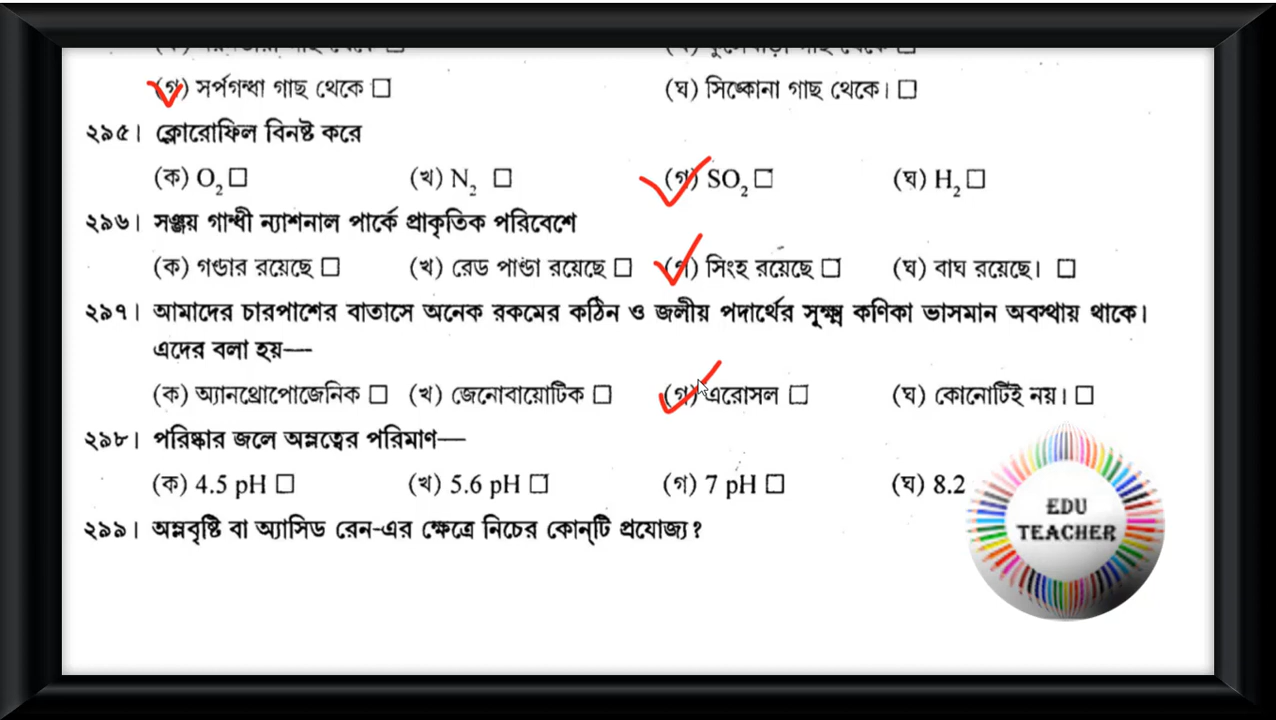 (গ) সর্পগন্ধা গাছ থেকে □ (ঘ) সিঙ্কোনা গাছ থেকে। □
২৯৫। ক্লোরোফিল বিনষ্ট করে
(ক) O₂ □ (খ) N₂ □ (গ) SO₂ □ (ঘ) H₂ □
২৯৬। সঞ্জয় গান্ধী ন্যাশনাল পার্কে প্রাকৃতিক পরিবেশে
(ক) গণ্ডার রয়েছে □ (খ) রেড পান্ডা রয়েছে □ (গ) সিংহ রয়েছে □ (ঘ) বাঘ রয়েছে। □
২৯৭। আমাদের চারপাশের বাতাসে অনেক রকমের কঠিন ও জলীয় পদার্থের সূক্ষ্ম কণিকা ভাসমান অবস্থায় থাকে।
এদের বলা হয়—
(ক) অ্যানথ্রোপোজেনিক □ (খ) জেনোবায়োটিক □ (গ) এরোসল □ (ঘ) কোনোটিই নয়। □
২৯৮। পরিষ্কার জলে অম্লত্বের পরিমাণ—
(ক) 4.5 pH □ (খ) 5.6 pH □ (গ) 7 pH □ (ঘ) 8.2
২৯৯। অম্লবৃষ্টি বা অ্যাসিড রেন-এর ক্ষেত্রে নিচের কোন্‌টি প্রযোজ্য?
EDU
TEACHER